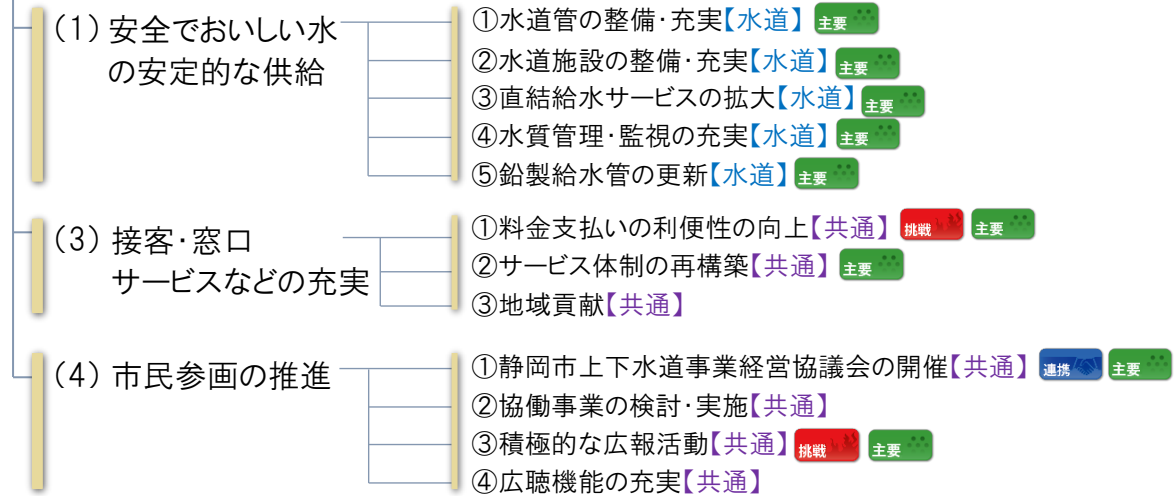 (1) 安全でおいしい水
の安定的な供給
①水道管の整備・充実【水道】 主要
②水道施設の整備・充実【水道】 主要
③直結給水サービスの拡大【水道】 主要
④水質管理・監視の充実【水道】 主要
⑤鉛製給水管の更新【水道】 主要
(3) 接客・窓口
サービスなどの充実
①料金支払いの利便性の向上【共通】 挑戦 主要
②サービス体制の再構築【共通】 主要
③地域貢献【共通】
(4) 市民参画の推進
①静岡市上下水道事業経営協議会の開催【共通】 連携 主要
②協働事業の検討・実施【共通】
③積極的な広報活動【共通】 挑戦 主要
④広聴機能の充実【共通】